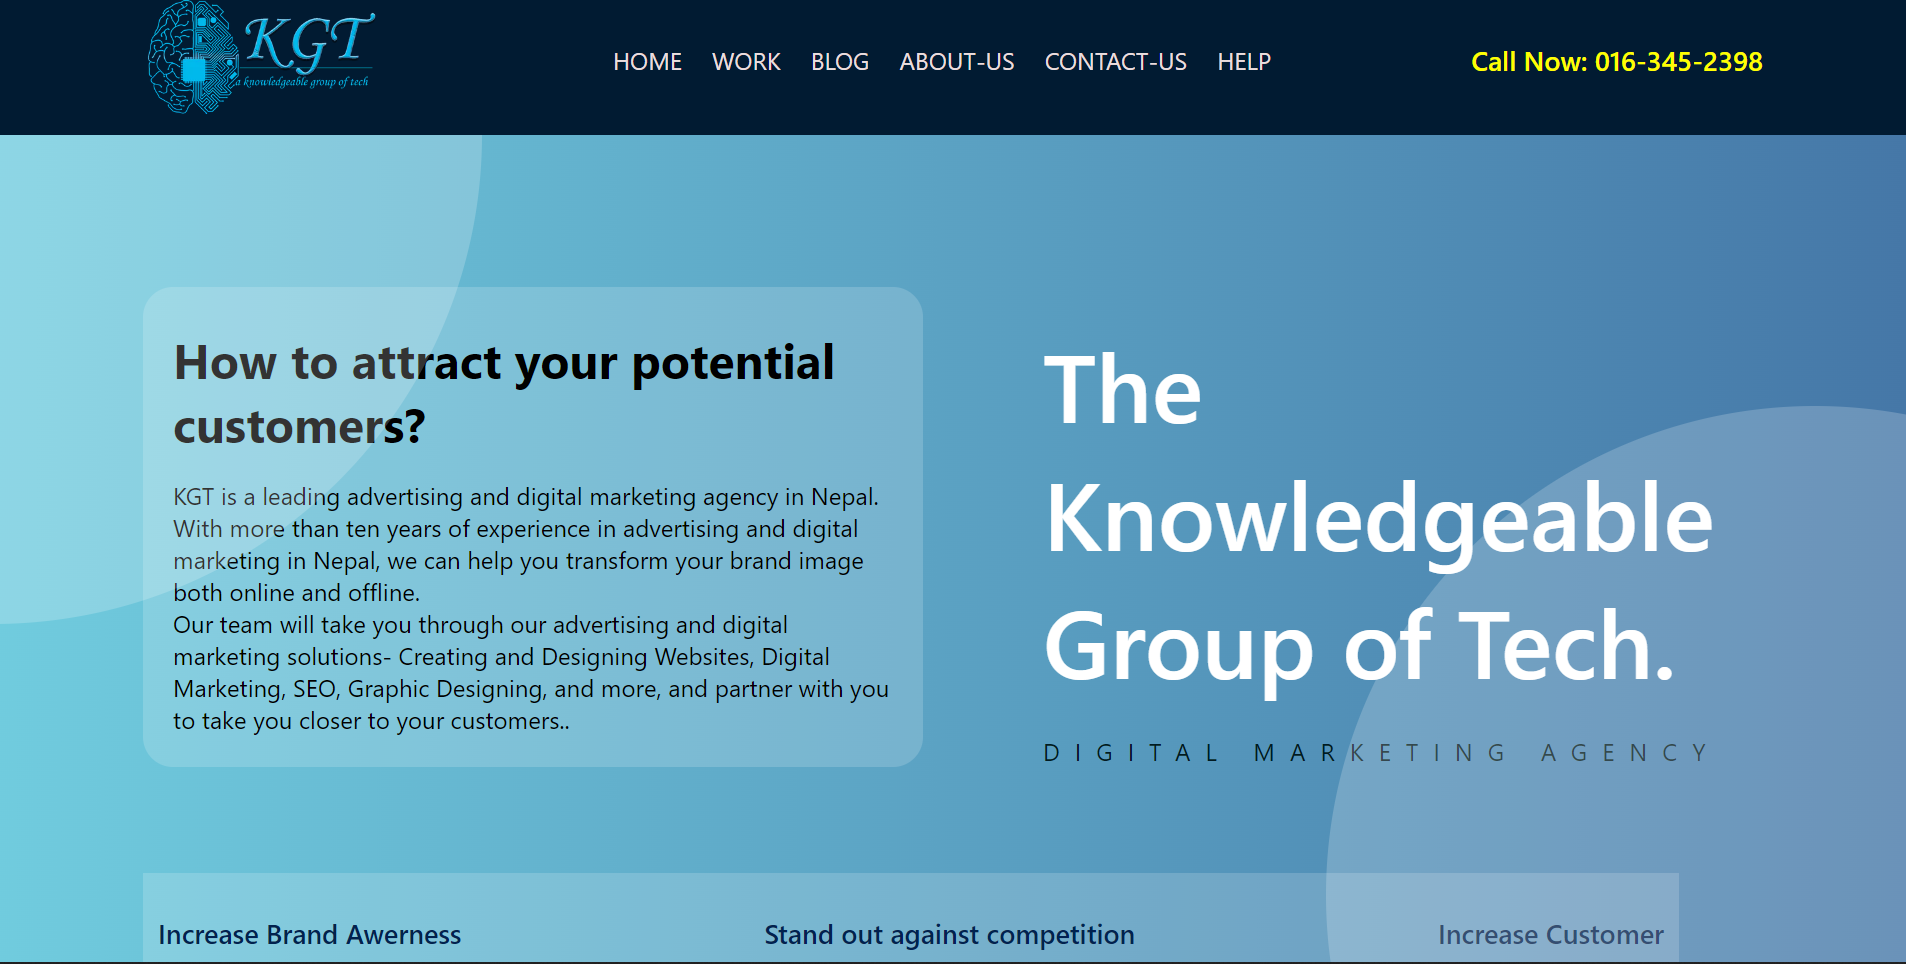 KGT
a knowledgeable group of tech
HOME WORK BLOG ABOUT-US CONTACT-US HELP
Call Now: 016-345-2398
How to attract your potential
customers?
KGT is a leading advertising and digital marketing agency in Nepal.
With more than ten years of experience in advertising and digital
marketing in Nepal, we can help you transform your brand image
both online and offline.
Our team will take you through our advertising and digital
marketing solutions- Creating and Designing Websites, Digital
Marketing, SEO, Graphic Designing, and more, and partner with you
to take you closer to your customers..
The
Knowledgeable
Group of Tech.
DIGITAL MARKETING AGENCY
Increase Brand Awerness
Stand out against competition
Increase Customer